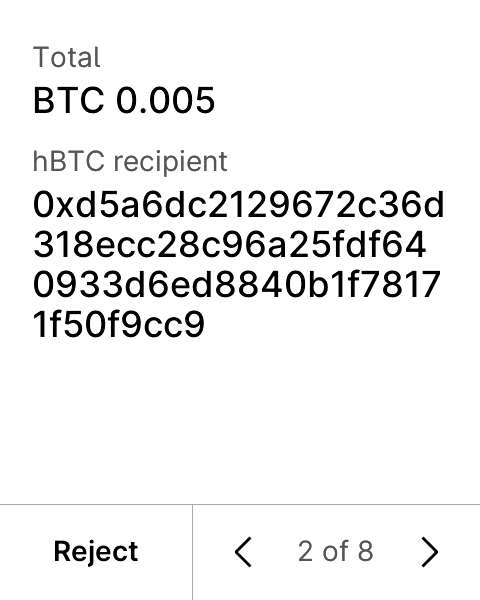 Total
BTC 0.005
hBTC recipient
0xd5a6dc2129672c36d
318ecc28c96a25fdf64
0933d6ed8840b1f7817
1f50f9cc9
Reject
2 of 8